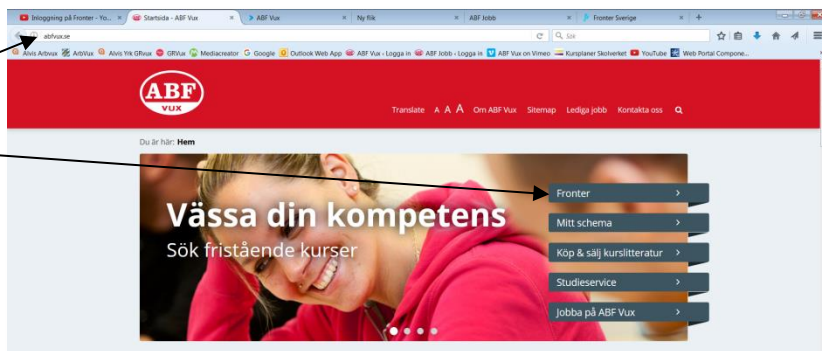 Inloggning på Fronter - Yo...
Startsida - ABF Vux
ABF Vux
Ny flik
ABF Jobb
Fronter Sverige
abfvux.se
Sök
Alvis Arbvux
ArbVux
Alvis Yrk GRvux
GRVux
Mediacreator
Google
Outlook Web App
ABF Vux - Logga in
ABF Jobb - Logga in
ABF Vux on Vimeo
Kursplaner Skolverket
YouTube
Web Portal Compone...
ABF
VUX
Translate A A A Om ABF Vux Sitemap Lediga jobb Kontakta oss
Du är här: Hem
Vässa din kompetens
Sök fristående kurser
Fronter
Mitt schema
Köp & sälj kurslitteratur
Studieservice
Jobba på ABF Vux